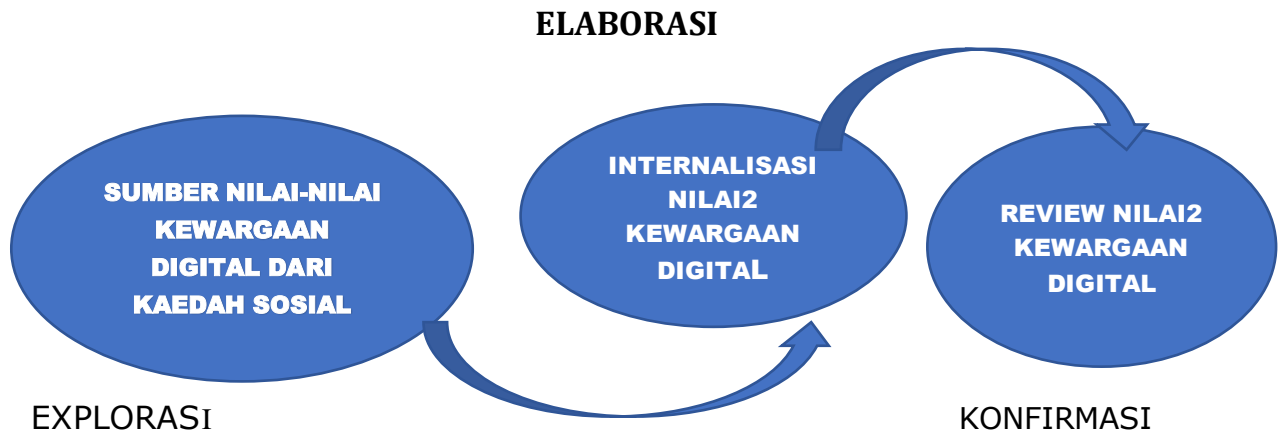 ELABORASI
SUMBER NILAI-NILAI
KEWARGAAN
DIGITAL DARI
KAEDAH SOSIAL
INTERNALISASI
NILAI2
KEWARGAAN
DIGITAL
REVIEW NILAI2
KEWARGAAN
DIGITAL
EXPLORASI
KONFIRMASI